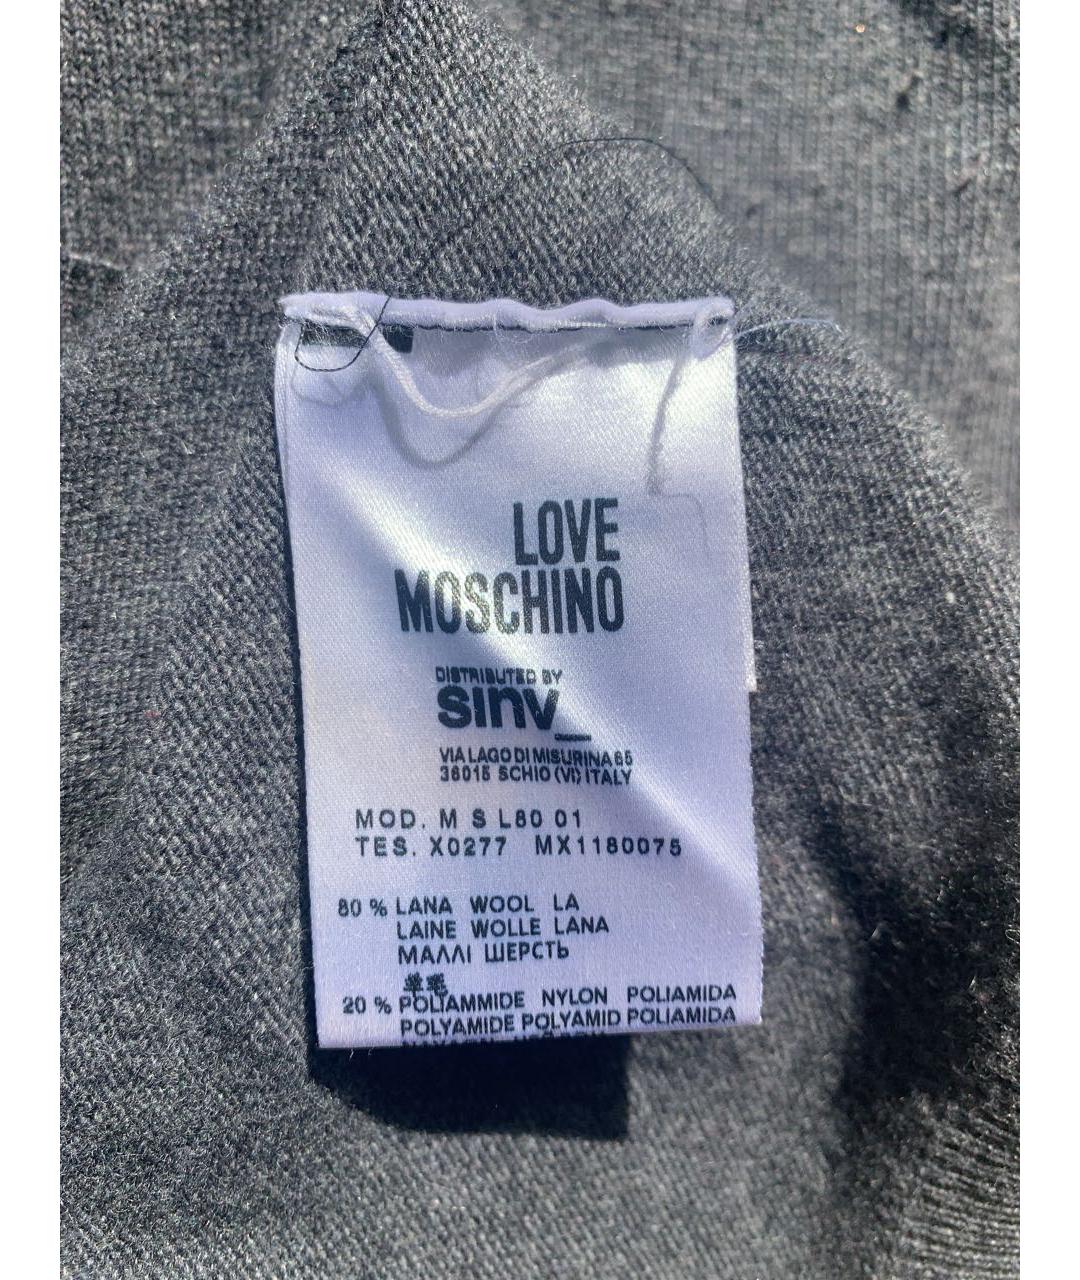 LOVE
MOSCHINO
DISTRIBUTED BY
sinv_
VIA LAGO DI MISURINA 65
36015 SCHIO (VI) ITALY
MOD. M S L80 01
TES. X0277 MX1180075
80 % LANA WOOL LA
LAINE WOLLE LANA
ΜΑΛΛΙ ШЕРСТЬ
羊毛
20 % POLIAMMIDE NYLON POLIAMIDA
POLYAMIDE POLYAMID POLIAMIDA